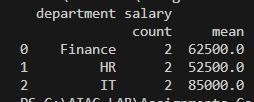 department salary
count mean
0 Finance 2 62500.0
1 HR 2 52500.0
2 IT 2 85000.0